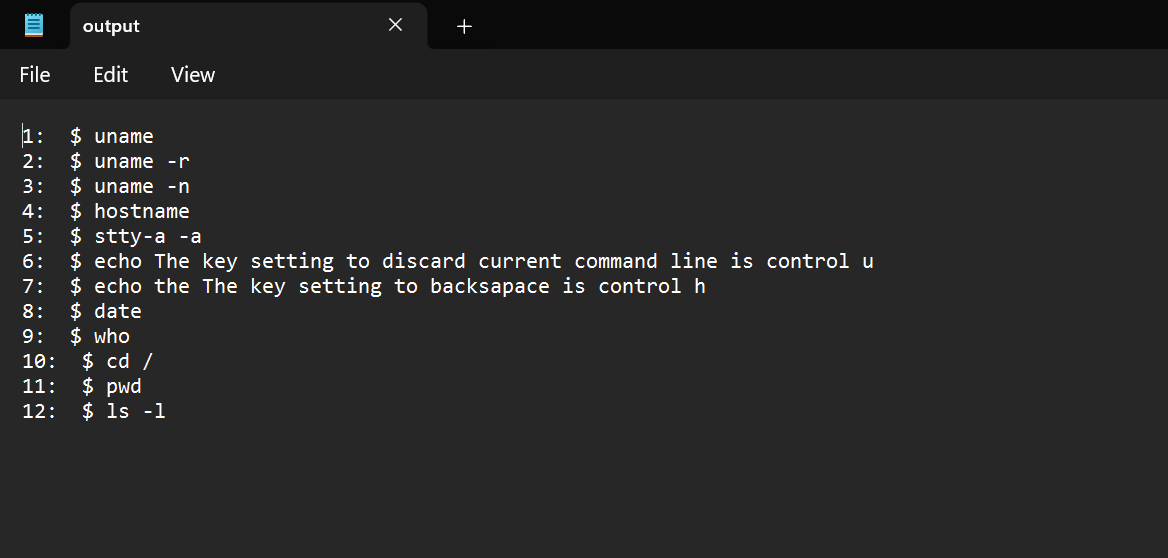 output
File Edit View
1:  $ uname
2:  $ uname -r
3:  $ uname -n
4:  $ hostname
5:  $ stty-a -a
6:  $ echo The key setting to discard current command line is control u
7:  $ echo the The key setting to backsapace is control h
8:  $ date
9:  $ who
10:  $ cd /
11:  $ pwd
12:  $ ls -l